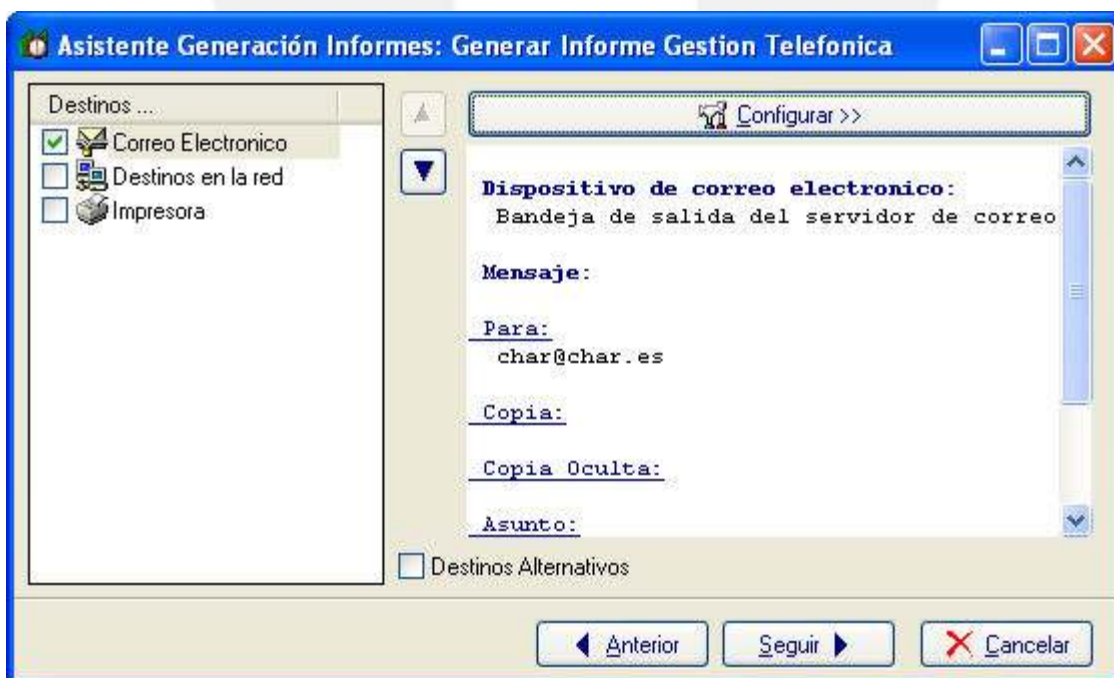 Asistente Generación Informes: Generar Informe Gestion Telefonica
Destinos ...
Correo Electronico
Destinos en la red
Impresora
Configurar >>
Dispositivo de correo electronico:
Bandeja de salida del servidor de correo
Mensaje:
Para:
char@char.es
Copia:
Copia Oculta:
Asunto:
Destinos Alternativos
Anterior
Seguir
Cancelar